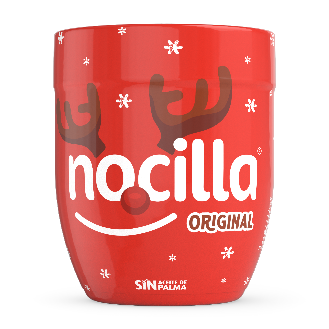 nocilla
ORIGINAL
SIN ACEITE DE
PALMA